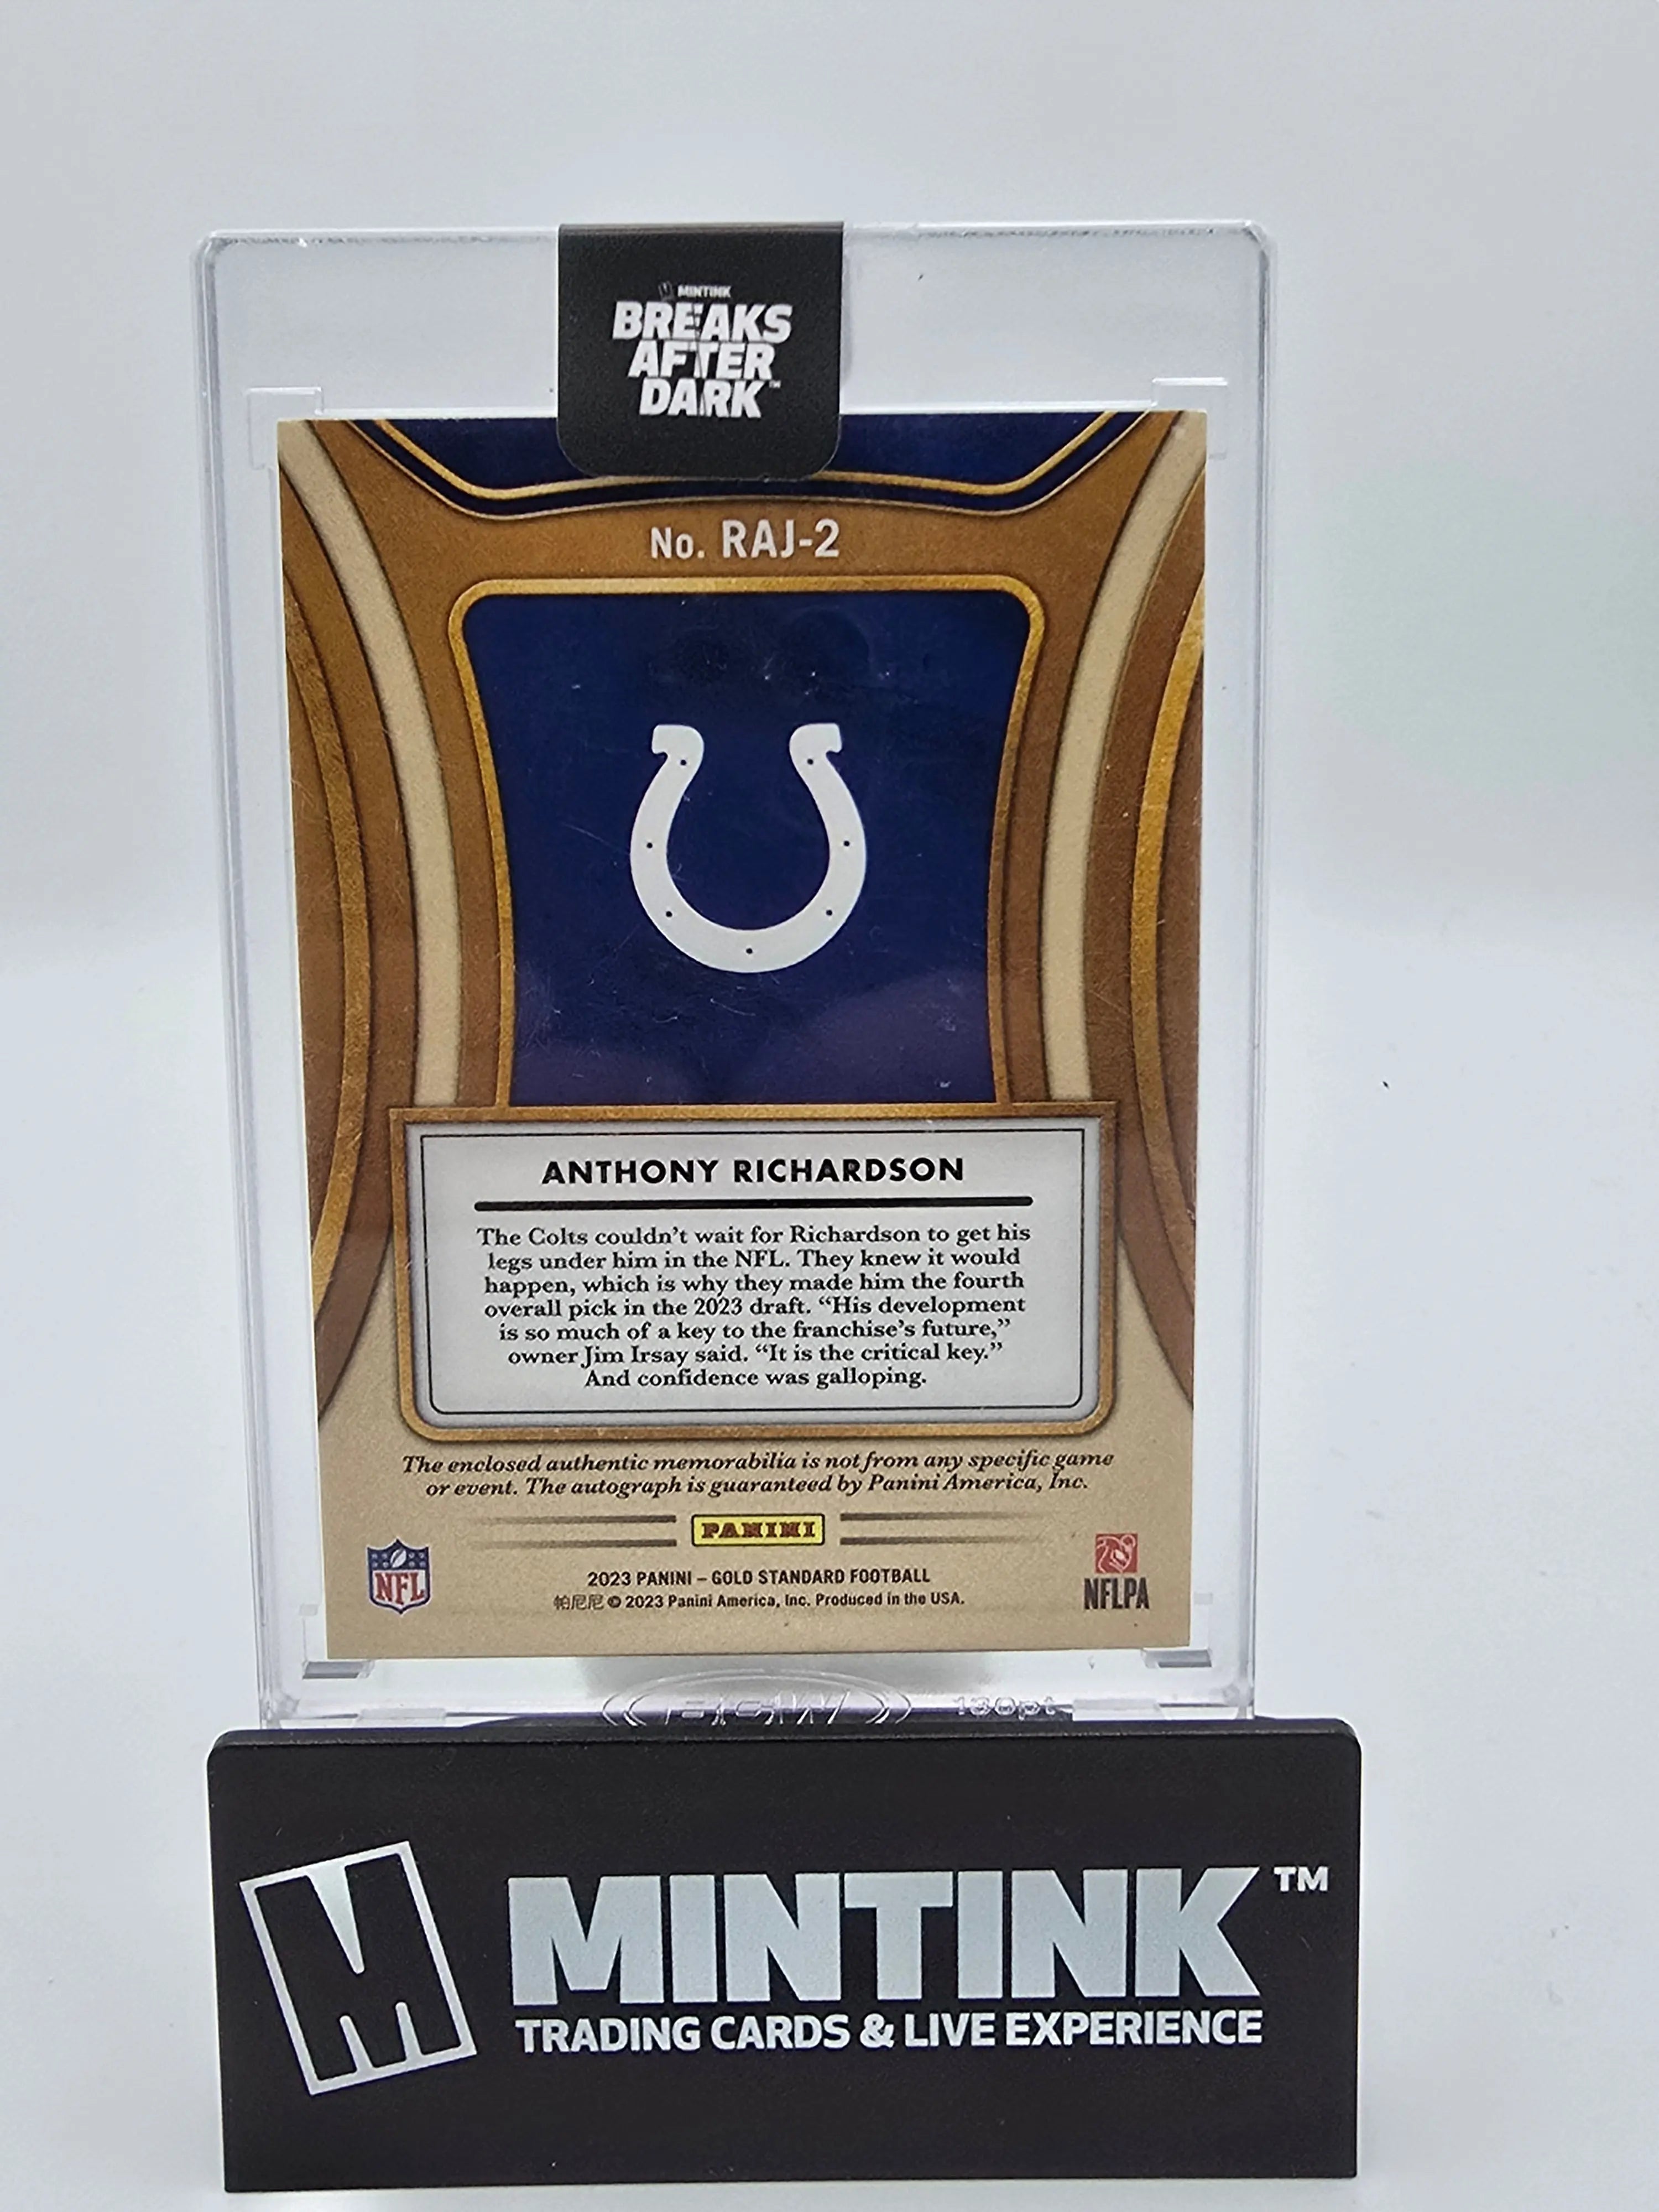 MINTINK
BREAKS
AFTER
DARK™
No. RAJ-2
ANTHONY RICHARDSON
The Colts couldn't wait for Richardson to get his
legs under him in the NFL. They knew it would
happen, which is why they made him the fourth
overall pick in the 2023 draft. “His development
is so much of a key to the franchise's future,”
owner Jim Irsay said. “It is the critical key.”
And confidence was galloping.
The enclosed authentic memorabilia is not from any specific game
or event. The autograph is guaranteed by Panini America, Inc.
PANINI
NFL
2023 PANINI – GOLD STANDARD FOOTBALL
帕尼尼 © 2023 Panini America, Inc. Produced in the USA.
NFLPA
130pt
M MINTINK™
TRADING CARDS & LIVE EXPERIENCE